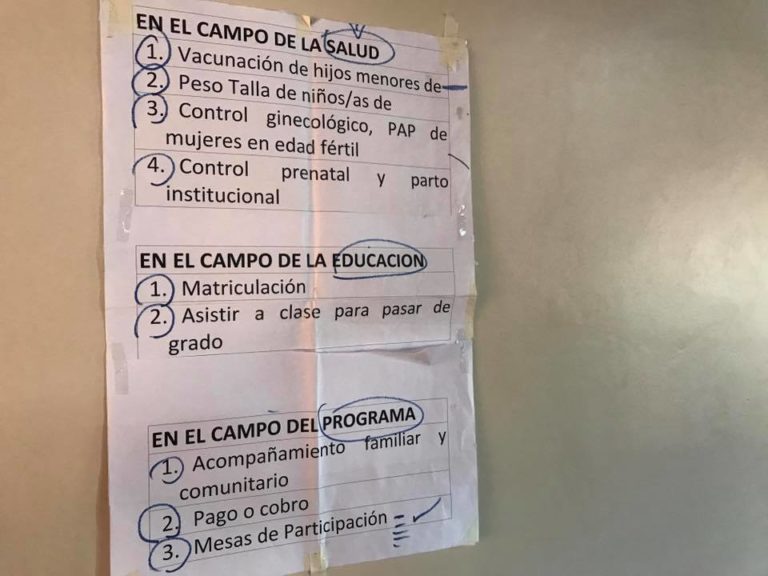 EN EL CAMPO DE LA SALUD
1. Vacunación de hijos menores de
2. Peso Talla de niños/as de
3. Control ginecológico, PAP de
mujeres en edad fértil
4. Control prenatal y parto
institucional
EN EL CAMPO DE LA EDUCACION
1. Matriculación
2. Asistir a clase para pasar de
grado
EN EL CAMPO DEL PROGRAMA
1. Acompañamiento familiar y
comunitario
2. Pago o cobro
3. Mesas de Participación